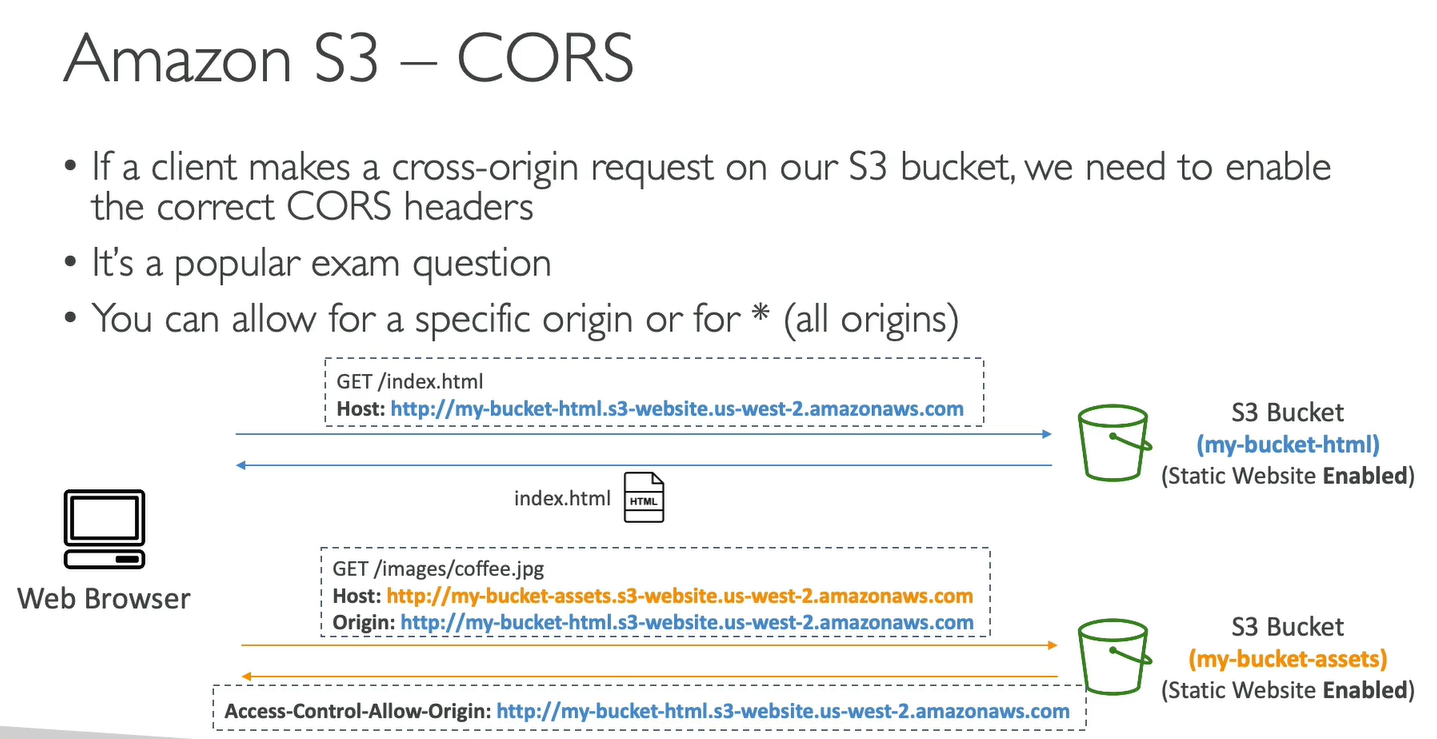 Amazon S3 – CORS
• If a client makes a cross-origin request on our S3 bucket, we need to enable
the correct CORS headers
• It's a popular exam question
• You can allow for a specific origin or for * (all origins)
GET /index.html
Host: http://my-bucket-html.s3-website.us-west-2.amazonaws.com
S3 Bucket
(my-bucket-html)
(Static Website Enabled)
index.html
HTML
Web Browser
GET /images/coffee.jpg
Host: http://my-bucket-assets.s3-website.us-west-2.amazonaws.com
Origin: http://my-bucket-html.s3-website.us-west-2.amazonaws.com
S3 Bucket
(my-bucket-assets)
(Static Website Enabled)
Access-Control-Allow-Origin: http://my-bucket-html.s3-website.us-west-2.amazonaws.com